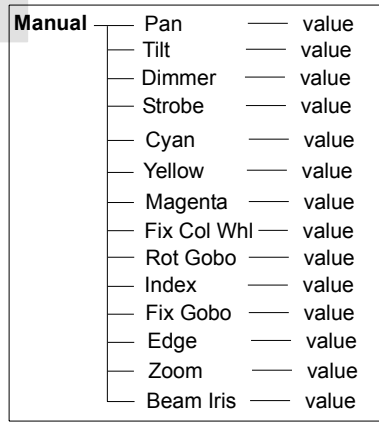 Manual Pan value
Tilt value
Dimmer value
Strobe value
Cyan value
Yellow value
Magenta value
Fix Col Whl value
Rot Gobo value
Index value
Fix Gobo value
Edge value
Zoom value
Beam Iris value